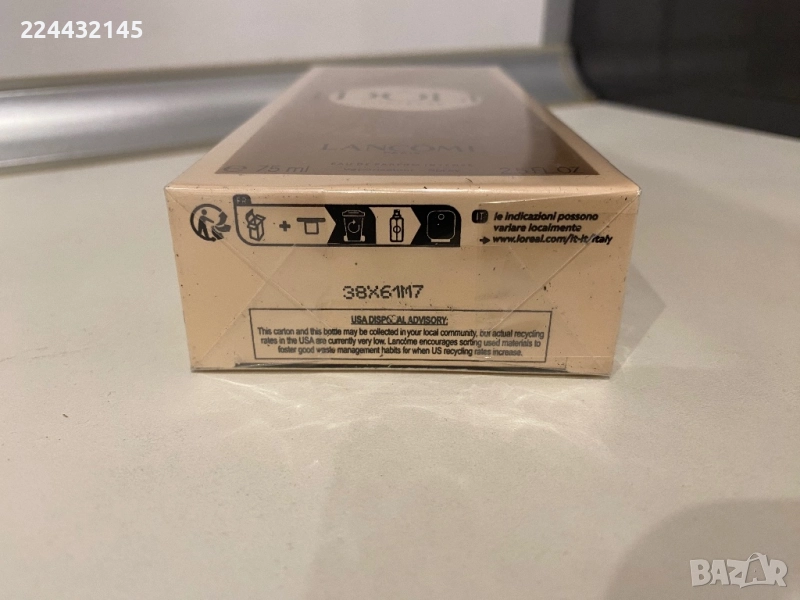 224432145
LANCOME
75 ml
IT le indicazioni possono
variare localmente
www.loreal.com/it-it/italy
38X61M7
USA DISPOSAL ADVISORY:
This carton and this bottle may be collected in your local community, but actual recycling
rates in the USA are currently very low. Lancôme encourages sorting used materials to
foster good waste management habits for when US recycling rates increase.
BAZAR